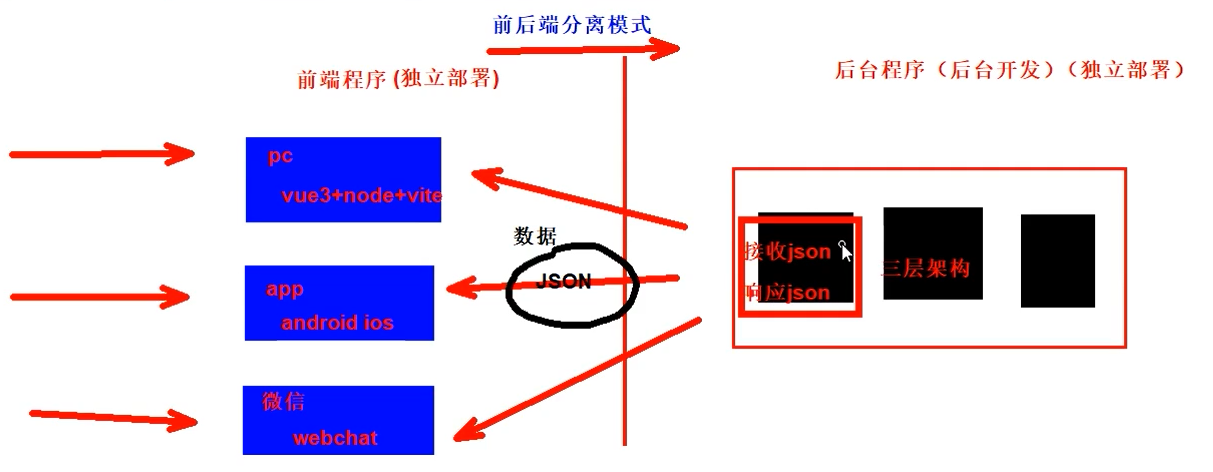 前后端分离模式
前端程序(独立部署)
后台程序（后台开发）（独立部署）
pc
vue3+node+vite
数据
JSON
接收json
响应json
三层架构
app
android ios
微信
webchat